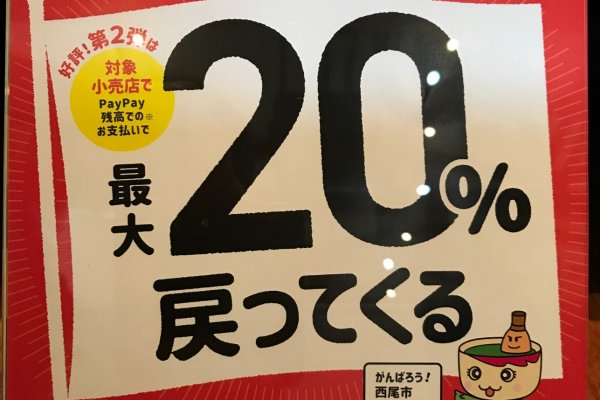 好評！第2弾は
対象
小売店で
PayPay
残高での※
お支払いで
最大
20%
戻ってくる
がんばろう！
西尾市